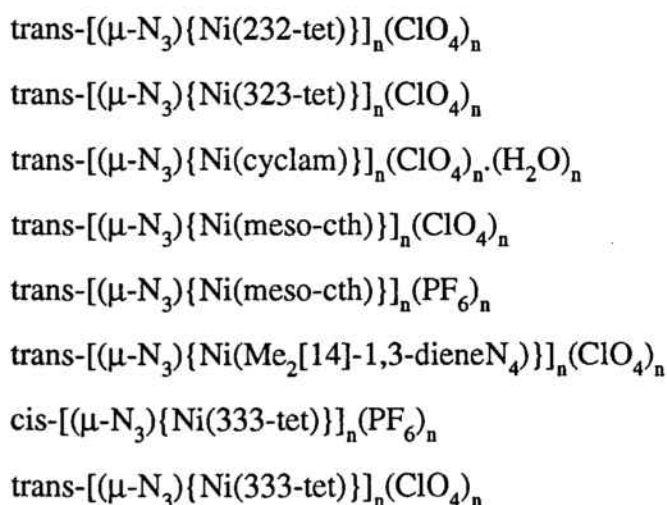 trans-[(μ-N₃){Ni(232-tet)}]ₙ(ClO₄)ₙ
trans-[(μ-N₃){Ni(323-tet)}]ₙ(ClO₄)ₙ
trans-[(μ-N₃){Ni(cyclam)}]ₙ(ClO₄)ₙ.(H₂O)ₙ
trans-[(μ-N₃){Ni(meso-cth)}]ₙ(ClO₄)ₙ
trans-[(μ-N₃){Ni(meso-cth)}]ₙ(PF₆)ₙ
trans-[(μ-N₃){Ni(Me₂[14]-1,3-dieneN₄)}]ₙ(ClO₄)ₙ
cis-[(μ-N₃){Ni(333-tet)}]ₙ(PF₆)ₙ
trans-[(μ-N₃){Ni(333-tet)}]ₙ(ClO₄)ₙ